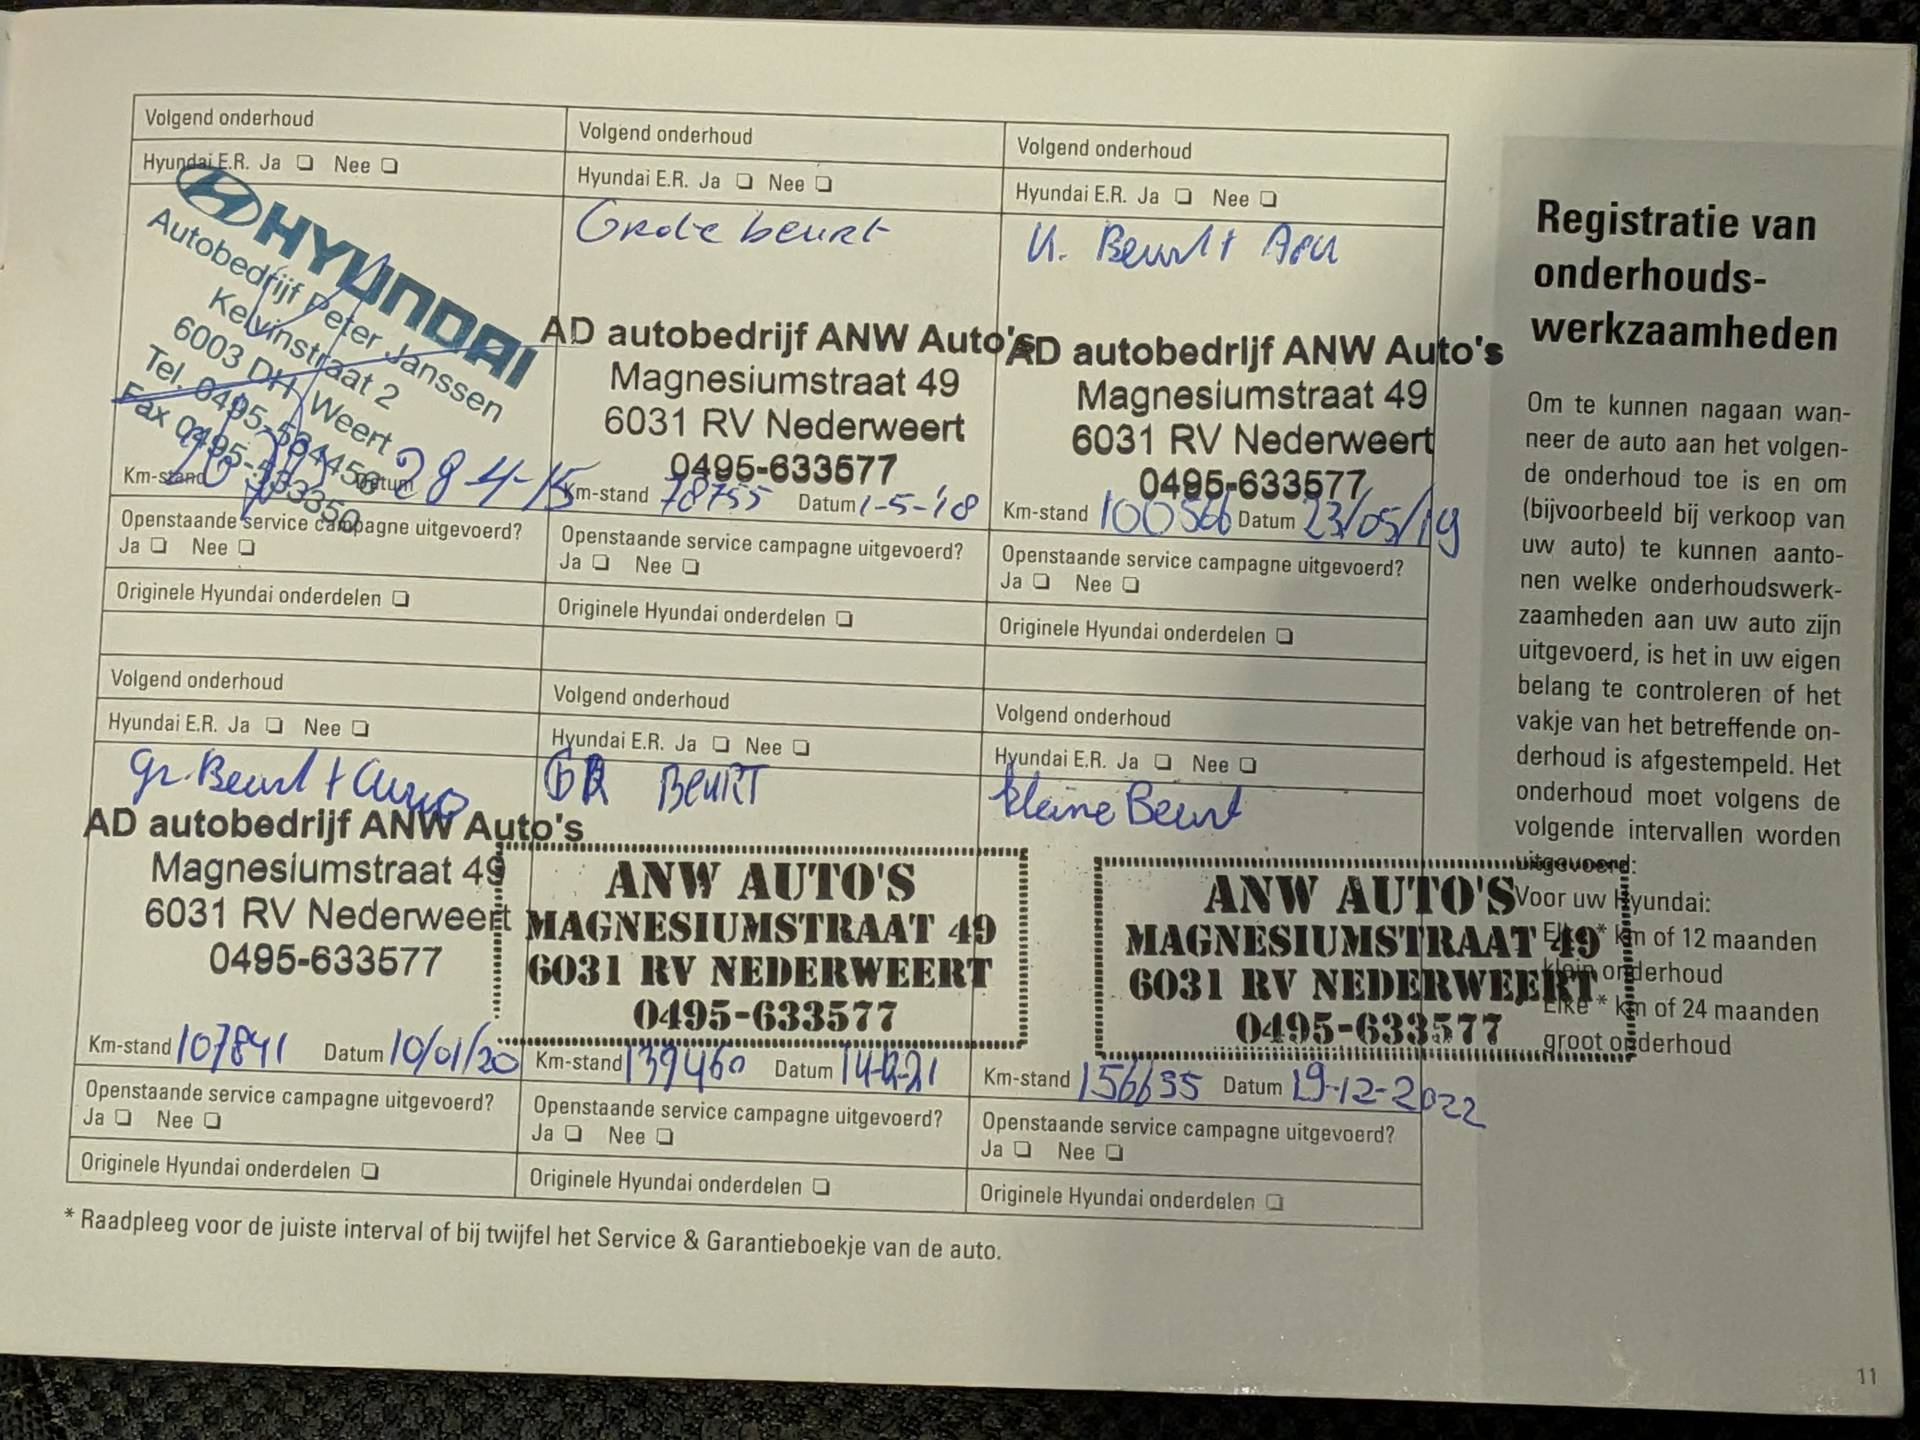 Volgend onderhoud
Hyundai E.R. Ja Nee
HYUNDAI
Autobedrijf Peter Janssen
Kelvinstraat 2
6003 DH Weert
Tel. 0495-534456
Fax 0495-533350
Km-stand Datum 28-4-15
Openstaande service campagne uitgevoerd?
Ja Nee
Originele Hyundai onderdelen
Volgend onderhoud
Hyundai E.R. Ja Nee
Grote beurt
AD autobedrijf ANW Auto's
Magnesiumstraat 49
6031 RV Nederweert
0495-633577
Km-stand 78755 Datum 1-5-'18
Openstaande service campagne uitgevoerd?
Ja Nee
Originele Hyundai onderdelen
Volgend onderhoud
Hyundai E.R. Ja Nee
K. Beurt + APK
AD autobedrijf ANW Auto's
Magnesiumstraat 49
6031 RV Nederweert
0495-633577
Km-stand 100566 Datum 23/05/19
Openstaande service campagne uitgevoerd?
Ja Nee
Originele Hyundai onderdelen
Volgend onderhoud
Hyundai E.R. Ja Nee
gr. Beurt +
AD autobedrijf ANW Auto's
Magnesiumstraat 49
6031 RV Nederweert
0495-633577
Km-stand 107841 Datum 10/01/20
Openstaande service campagne uitgevoerd?
Ja Nee
Originele Hyundai onderdelen
Volgend onderhoud
Hyundai E.R. Ja Nee
GR BEURT
ANW AUTO'S
MAGNESIUMSTRAAT 49
6031 RV NEDERWEERT
0495-633577
Km-stand 139460 Datum
Openstaande service campagne uitgevoerd?
Ja Nee
Originele Hyundai onderdelen
Volgend onderhoud
Hyundai E.R. Ja Nee
kleine Beurt
ANW AUTO'S
MAGNESIUMSTRAAT 49
6031 RV NEDERWEERT
0495-633577
Km-stand 156655 Datum 19-12-2022
Openstaande service campagne uitgevoerd?
Ja Nee
Originele Hyundai onderdelen
* Raadpleeg voor de juiste interval of bij twijfel het Service & Garantieboekje van de auto.
Registratie van
onderhouds-
werkzaamheden
Om te kunnen nagaan wan-
neer de auto aan het volgen-
de onderhoud toe is en om
(bijvoorbeeld bij verkoop van
uw auto) te kunnen aanto-
nen welke onderhoudswerk-
zaamheden aan uw auto zijn
uitgevoerd, is het in uw eigen
belang te controleren of het
vakje van het betreffende on-
derhoud is afgestempeld. Het
onderhoud moet volgens de
volgende intervallen worden
uitgevoerd:
Voor uw Hyundai:
Elke * km of 12 maanden
klein onderhoud
Elke * km of 24 maanden
groot onderhoud
11